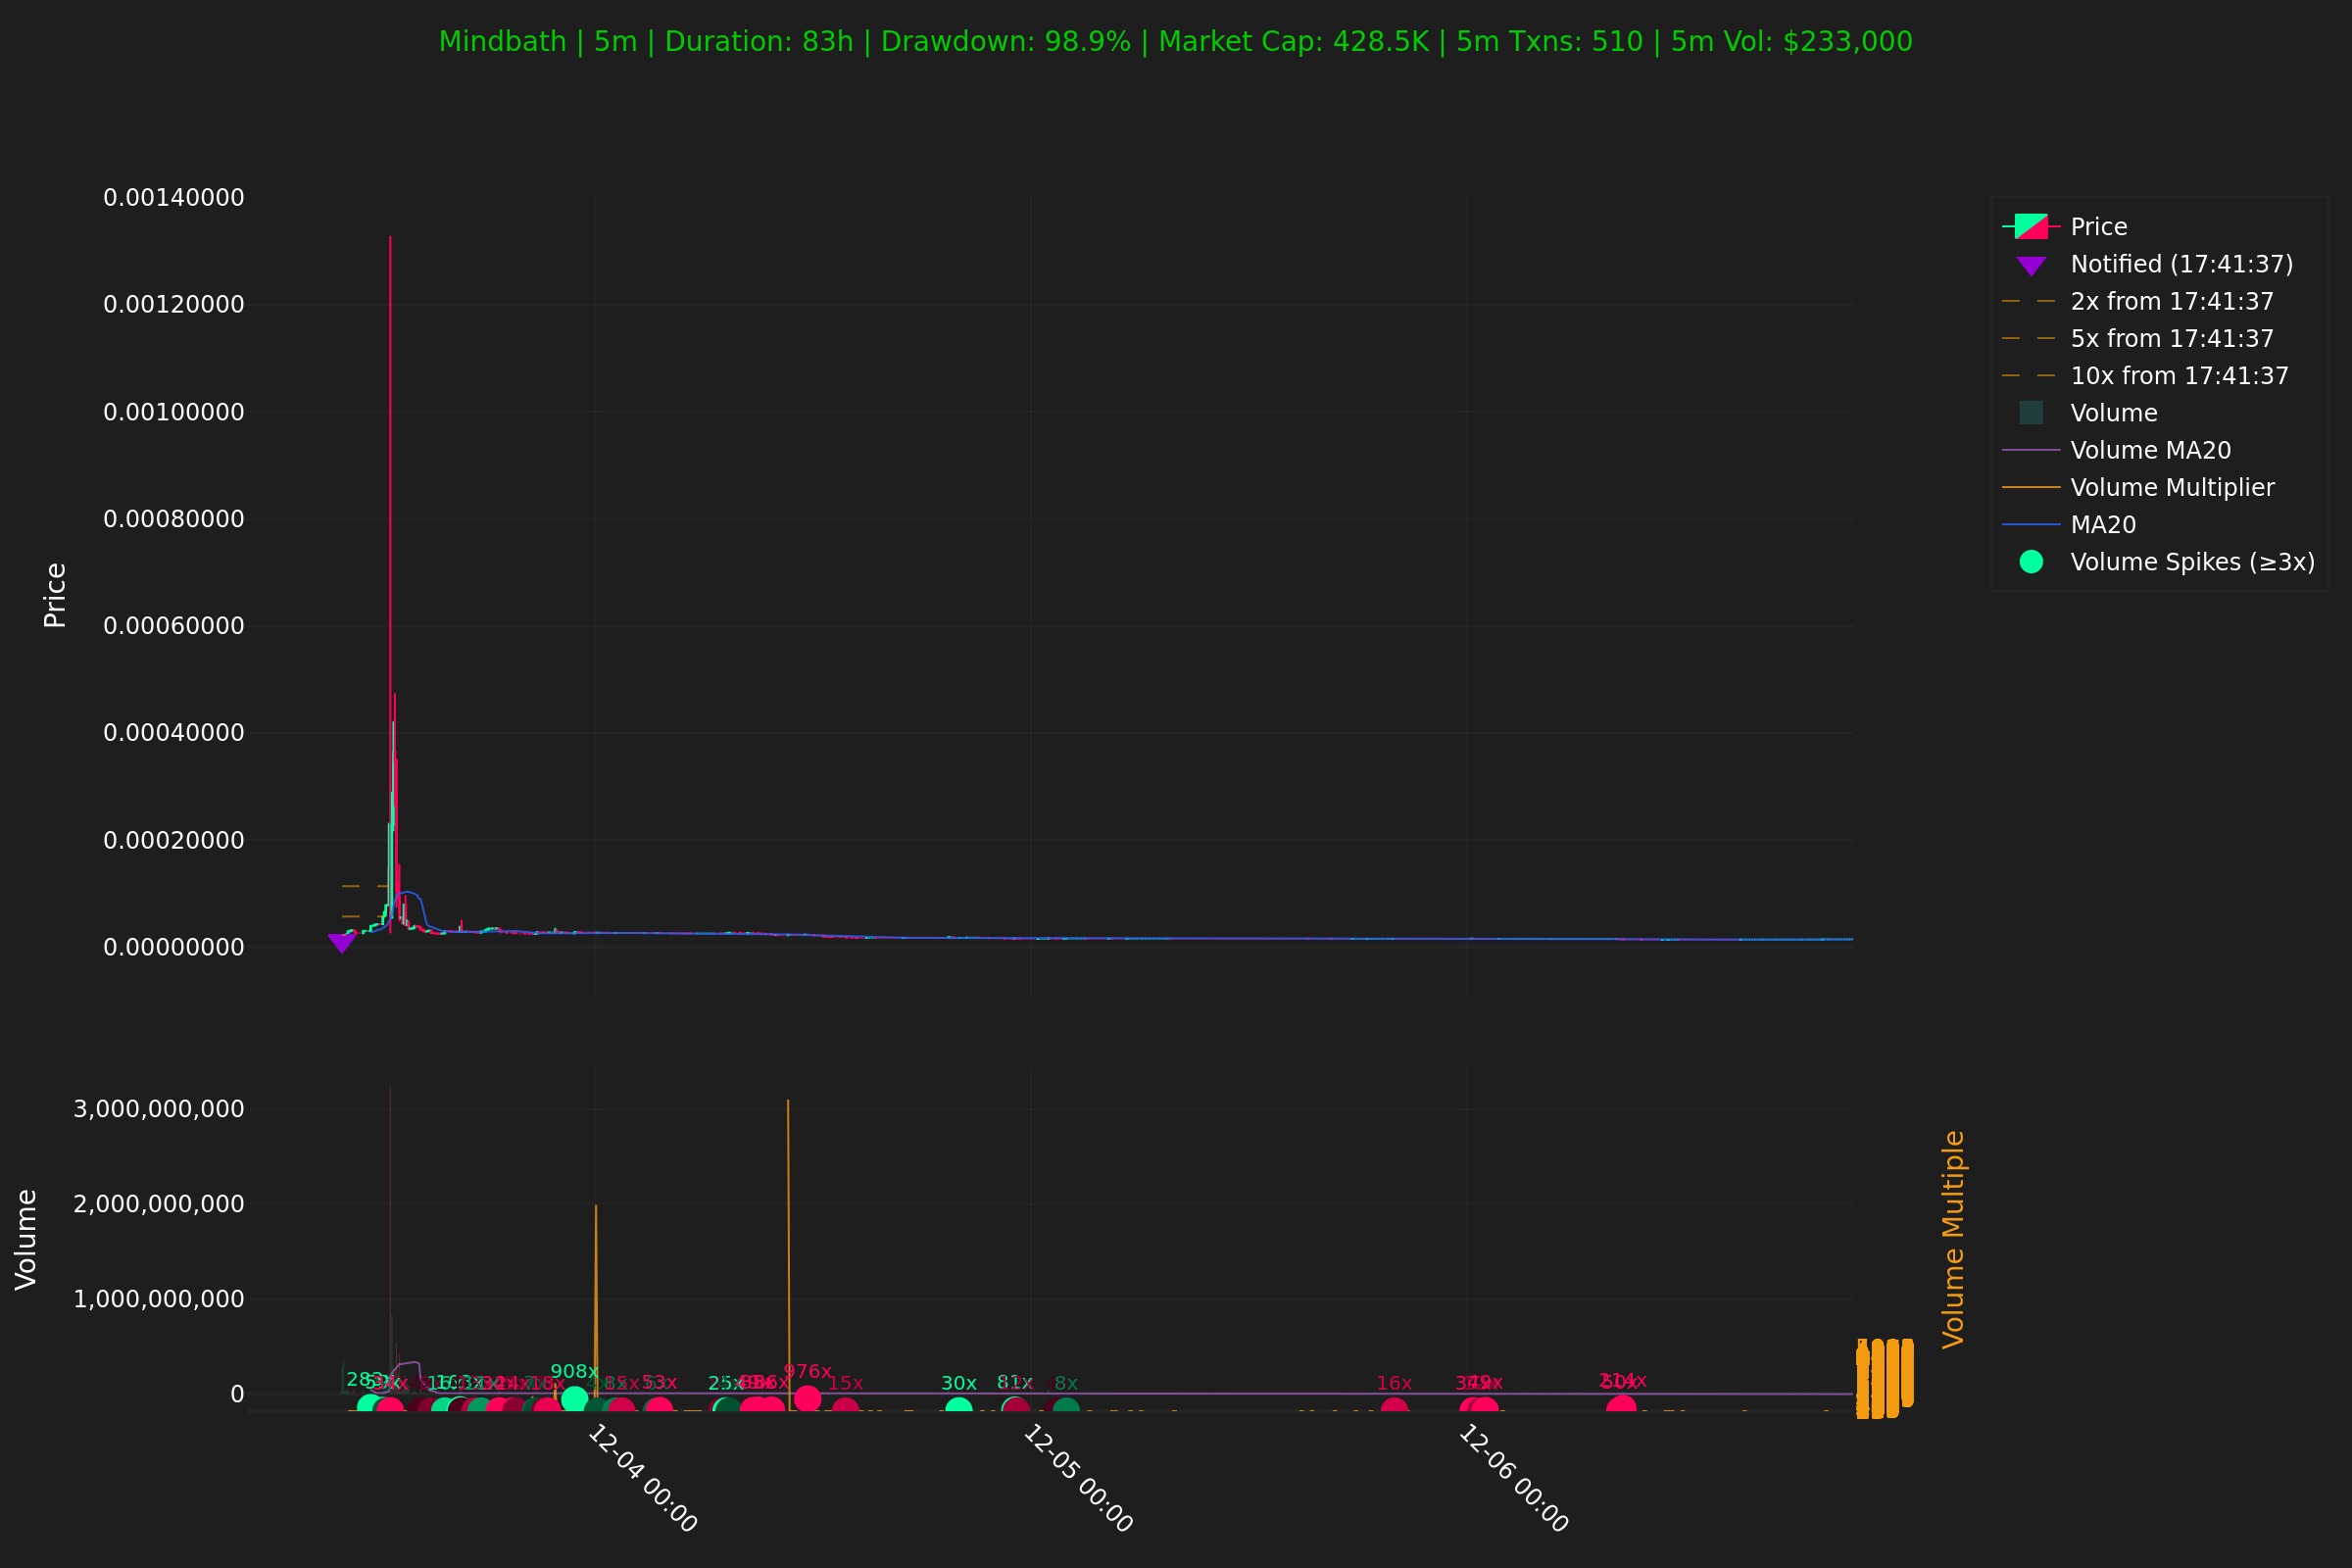 Mindbath | 5m | Duration: 83h | Drawdown: 98.9% | Market Cap: 428.5K | 5m Txns: 510 | 5m Vol: $233,000
Price
0.00140000
0.00120000
0.00100000
0.00080000
0.00060000
0.00040000
0.00020000
0.00000000
Price
Notified (17:41:37)
2x from 17:41:37
5x from 17:41:37
10x from 17:41:37
Volume
Volume MA20
Volume Multiplier
MA20
Volume Spikes (≥3x)
Volume
3,000,000,000
2,000,000,000
1,000,000,000
0
908x
53x
25x
976x
15x
30x
81x
8x
16x
214x
Volume Multiple
12-04 00:00
12-05 00:00
12-06 00:00